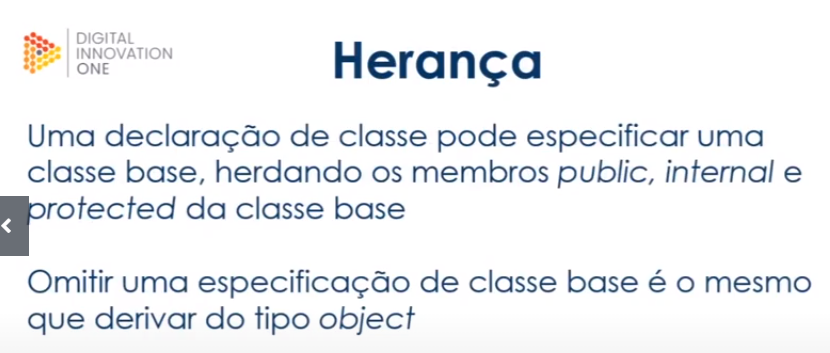 DIGITAL
INNOVATION
ONE
Herança
Uma declaração de classe pode especificar uma
classe base, herdando os membros public, internal e
protected da classe base
Omitir uma especificação de classe base é o mesmo
que derivar do tipo object